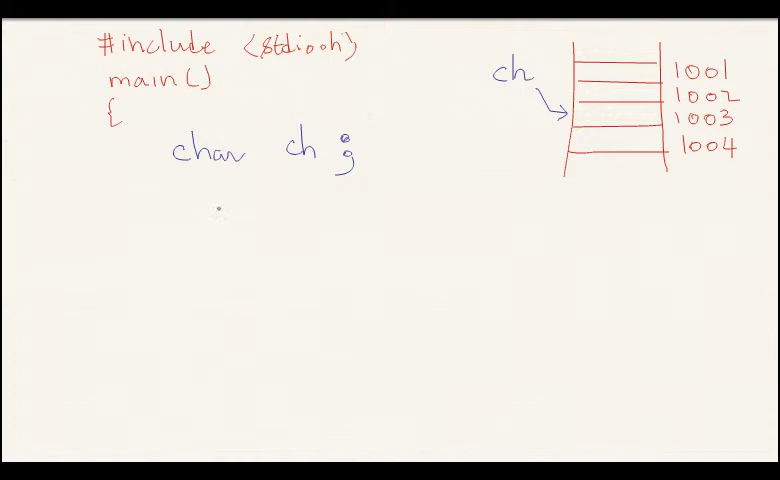 #include <stdio.h>
main()
{
char ch ;
ch
1001
1002
1003
1004